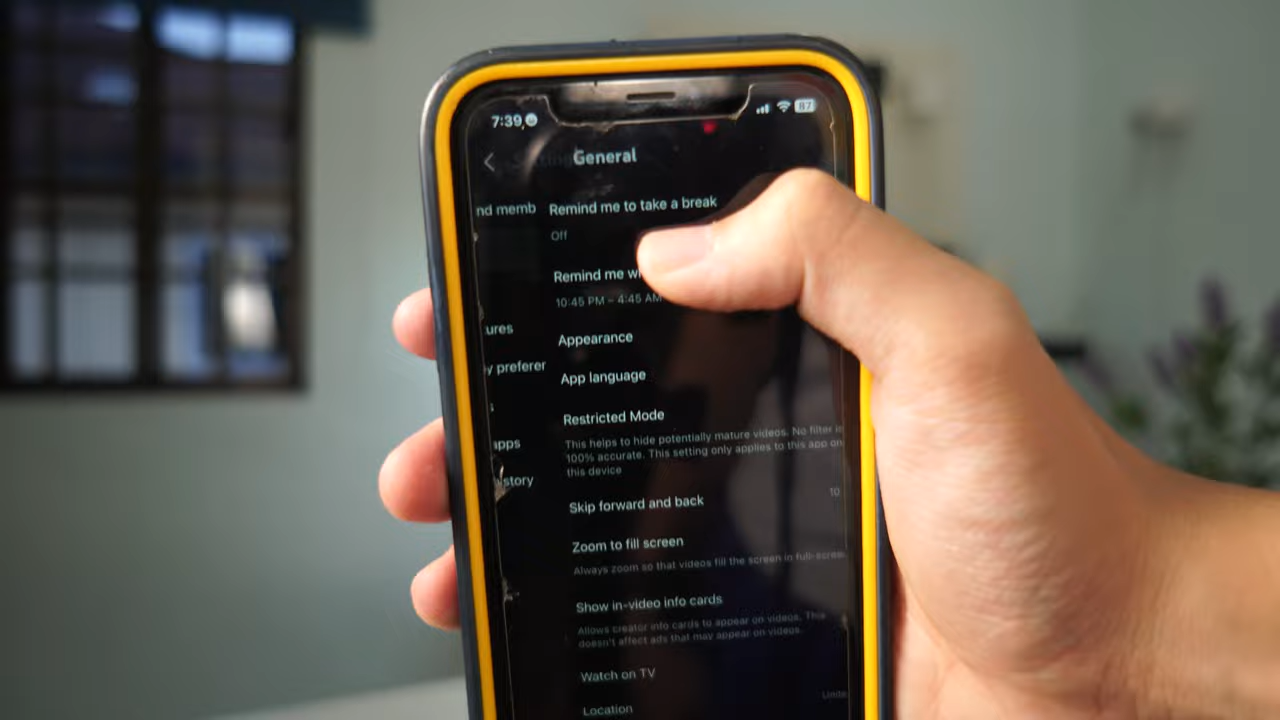 7:39
87
General
nd memb
Remind me to take a break
Off
Remind me w
10:45 PM – 4:45 AM
ures
Appearance
y preferer
App language
Restricted Mode
This helps to hide potentially mature videos. No filter is
100% accurate. This setting only applies to this app on
this device
apps
story
Skip forward and back
10
Zoom to fill screen
Always zoom so that videos fill the screen in full-scree
Show in-video info cards
Allows creator info cards to appear on videos. This
doesn't affect ads that may appear on videos.
Watch on TV
Location
Unite